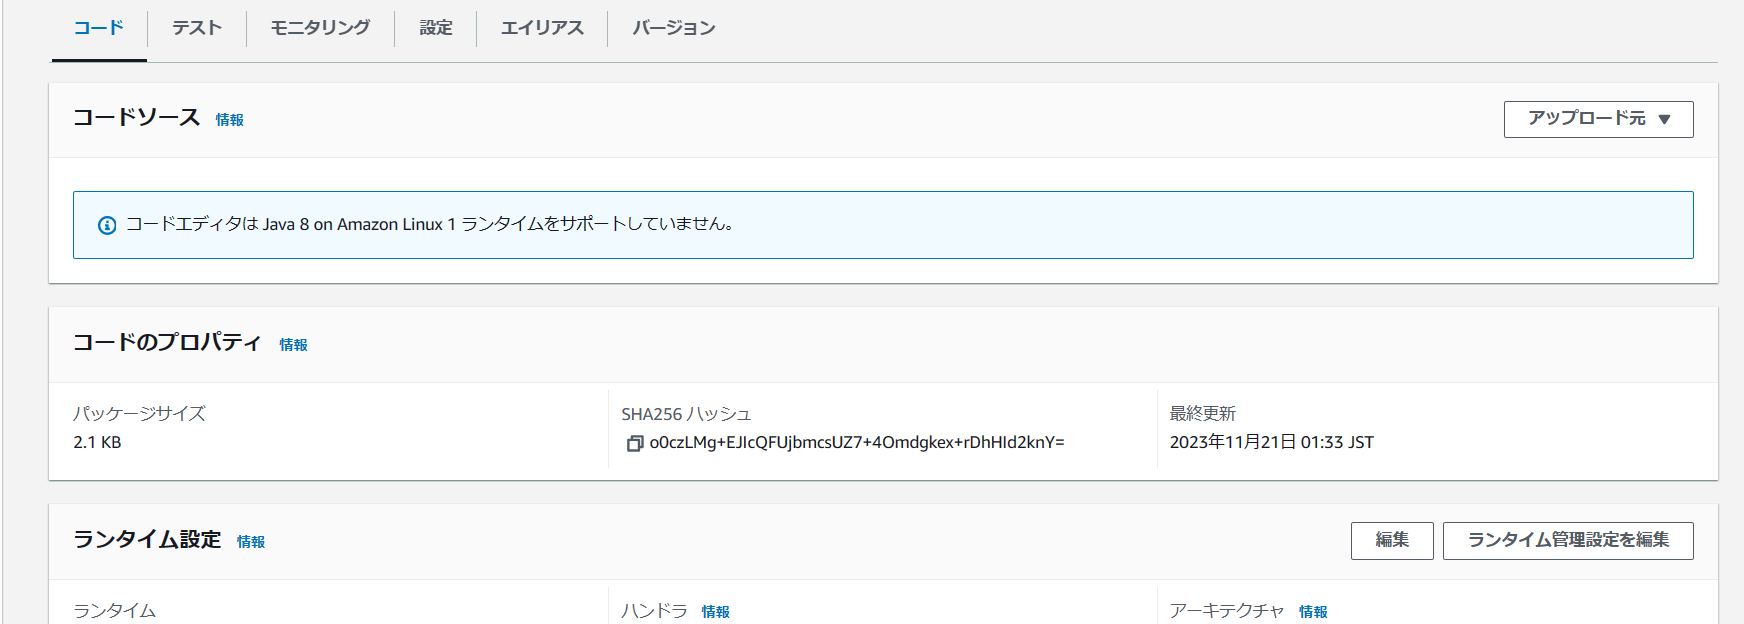 コード テスト モニタリング 設定 エイリアス バージョン
コードソース 情報 アップロード元 ▼
コードエディタは Java 8 on Amazon Linux 1 ランタイムをサポートしていません。
コードのプロパティ 情報
パッケージサイズ SHA256 ハッシュ 最終更新
2.1 KB o0czLMg+EJIcQFUjbmcsUZ7+4Omdgkex+rDhHId2knY= 2023年11月21日 01:33 JST
ランタイム設定 情報 編集 ランタイム管理設定を編集
ランタイム ハンドラ 情報 アーキテクチャ 情報